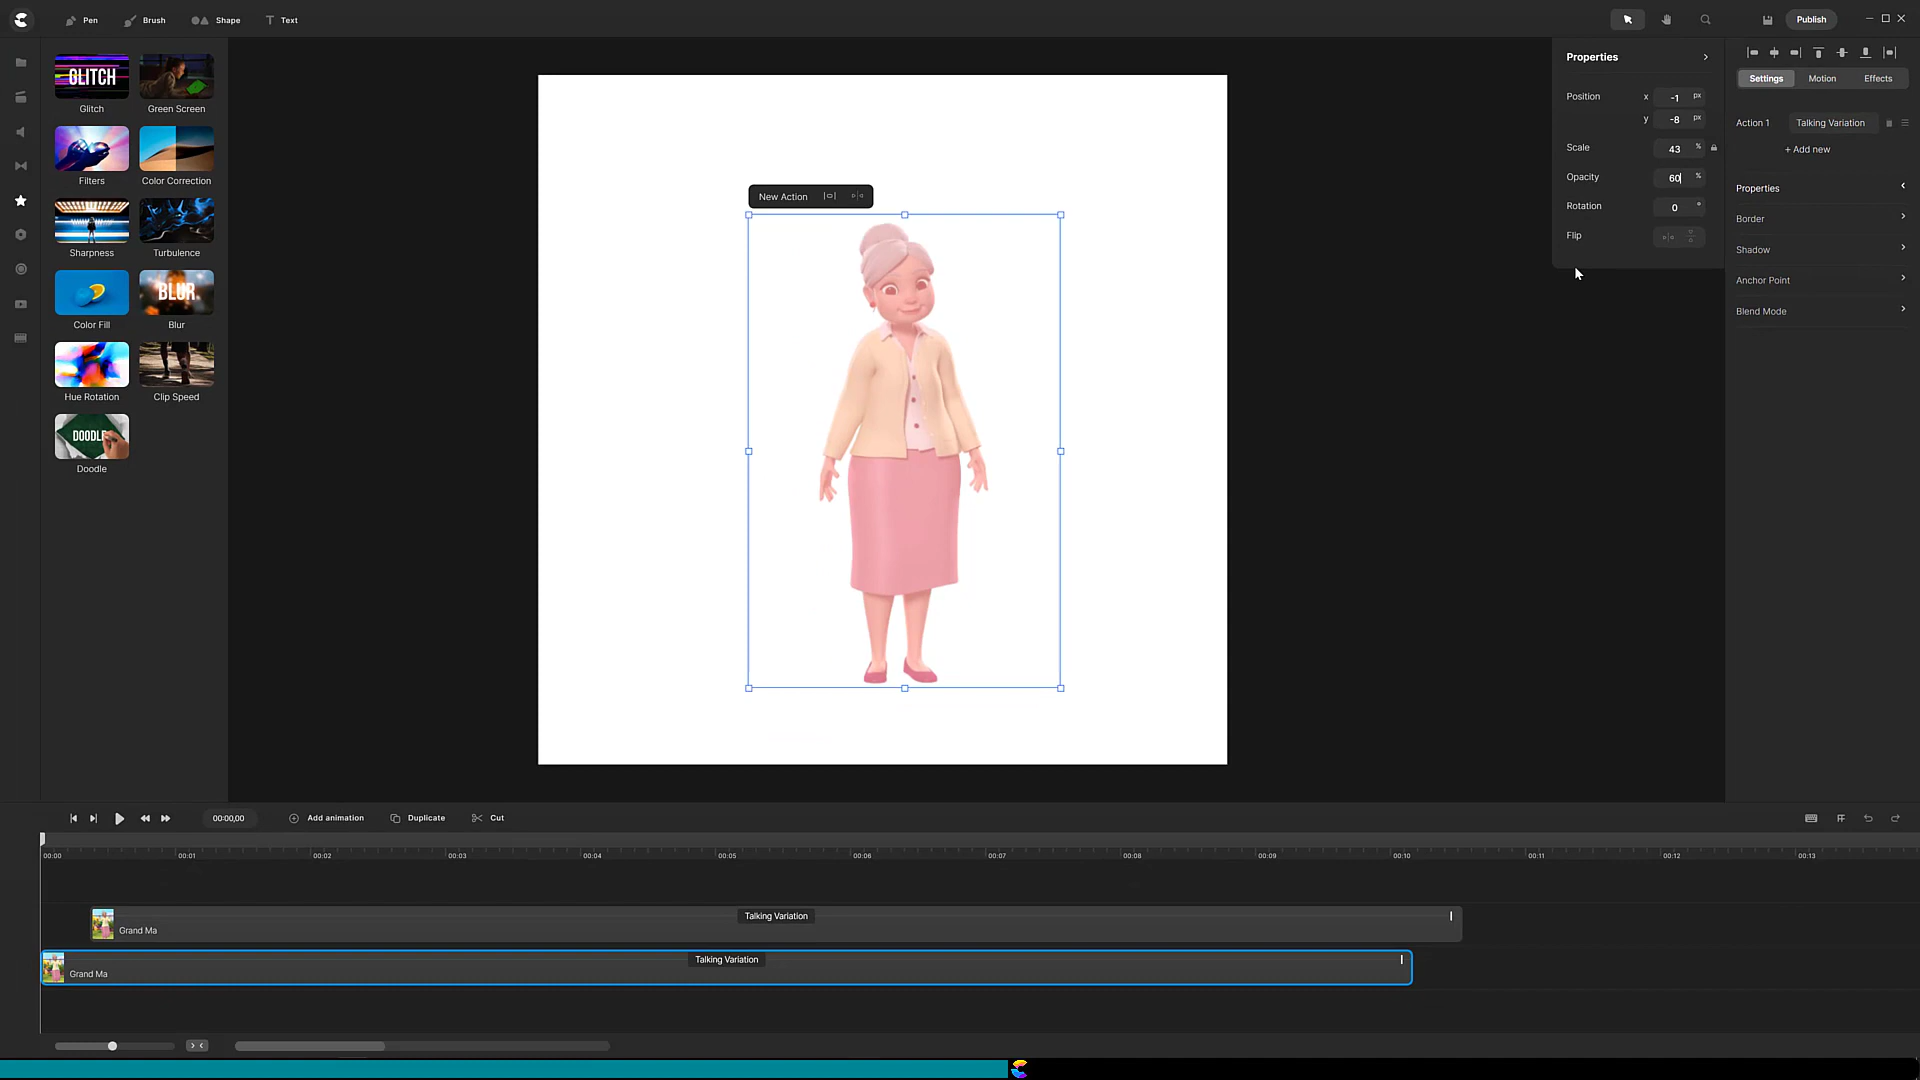 Pen
Brush
Shape
Text
Publish
GLITCH
Glitch
Green Screen
Filters
Color Correction
Sharpness
Turbulence
BLUR
Color Fill
Blur
Hue Rotation
Clip Speed
DOODLE
Doodle
New Action
Properties
Position x -1 px
y -8 px
Scale 43 %
Opacity 60 %
Rotation 0 °
Flip
Settings Motion Effects
Action 1 Talking Variation
+ Add new
Properties
Border
Shadow
Anchor Point
Blend Mode
00:00,00
Add animation
Duplicate
Cut
00:00 00:01 00:02 00:03 00:04 00:05 00:06 00:07 00:08 00:09 00:10 00:11 00:12 00:13
Talking Variation
Grand Ma
Talking Variation
Grand Ma